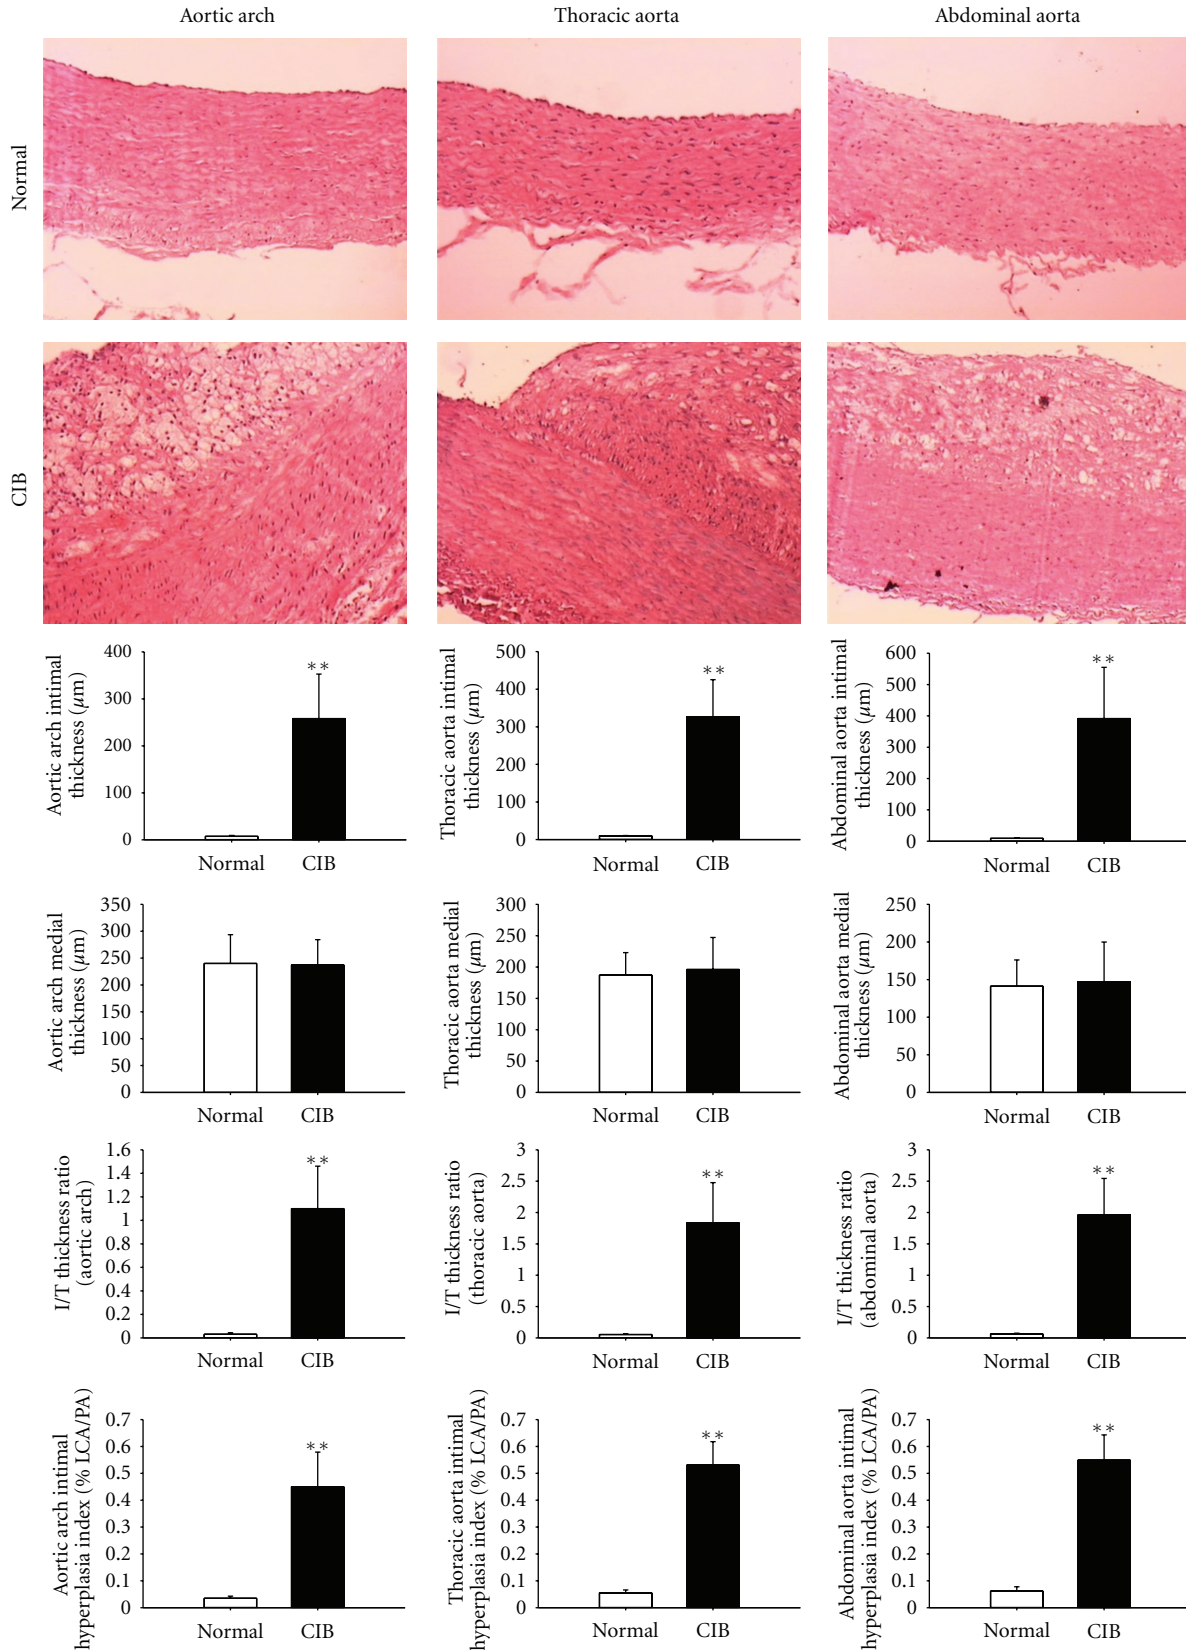 Aortic arch
Thoracic aorta
Abdominal aorta
Normal
CIB
Aortic arch intimal
thickness (μm)
400
300
200
100
0
**
Normal
CIB
Thoracic aorta intimal
thickness (μm)
500
400
300
200
100
0
**
Normal
CIB
Abdominal aorta intimal
thickness (μm)
600
500
400
300
200
100
0
**
Normal
CIB
Aortic arch medial
thickness (μm)
350
300
250
200
150
100
50
0
Normal
CIB
Thoracic aorta medial
thickness (μm)
300
250
200
150
100
50
0
Normal
CIB
Abdominal aorta medial
thickness (μm)
250
200
150
100
50
0
Normal
CIB
I/T thickness ratio
(aortic arch)
1.6
1.4
1.2
1
0.8
0.6
0.4
0.2
0
**
Normal
CIB
I/T thickness ratio
(thoracic aorta)
3
2.5
2
1.5
1
0.5
0
**
Normal
CIB
I/T thickness ratio
(abdominal aorta)
3
2.5
2
1.5
1
0.5
0
**
Normal
CIB
Aortic arch intimal
hyperplasia index (% LCA/PA)
0.7
0.6
0.5
0.4
0.3
0.2
0.1
0
**
Normal
CIB
Thoracic aorta intimal
hyperplasia index (% LCA/PA)
0.7
0.6
0.5
0.4
0.3
0.2
0.1
0
**
Normal
CIB
Abdominal aorta intimal
hyperplasia index (% LCA/PA)
0.7
0.6
0.5
0.4
0.3
0.2
0.1
0
**
Normal
CIB